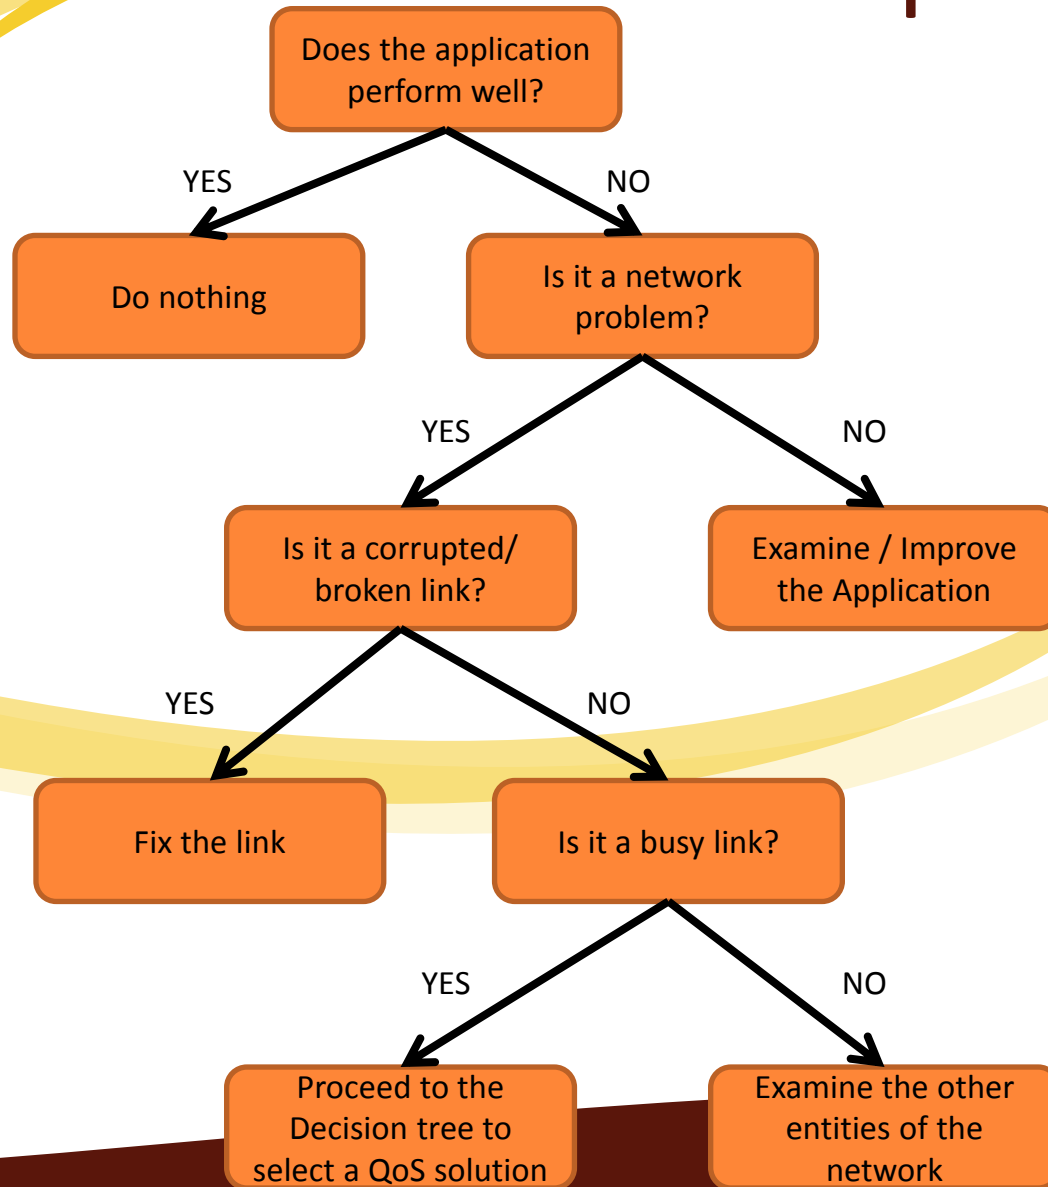 Does the application
perform well?
YES
NO
Do nothing
Is it a network
problem?
YES
NO
Is it a corrupted/
broken link?
Examine / Improve
the Application
YES
NO
Fix the link
Is it a busy link?
YES
NO
Proceed to the
Decision tree to
select a QoS solution
Examine the other
entities of the
network